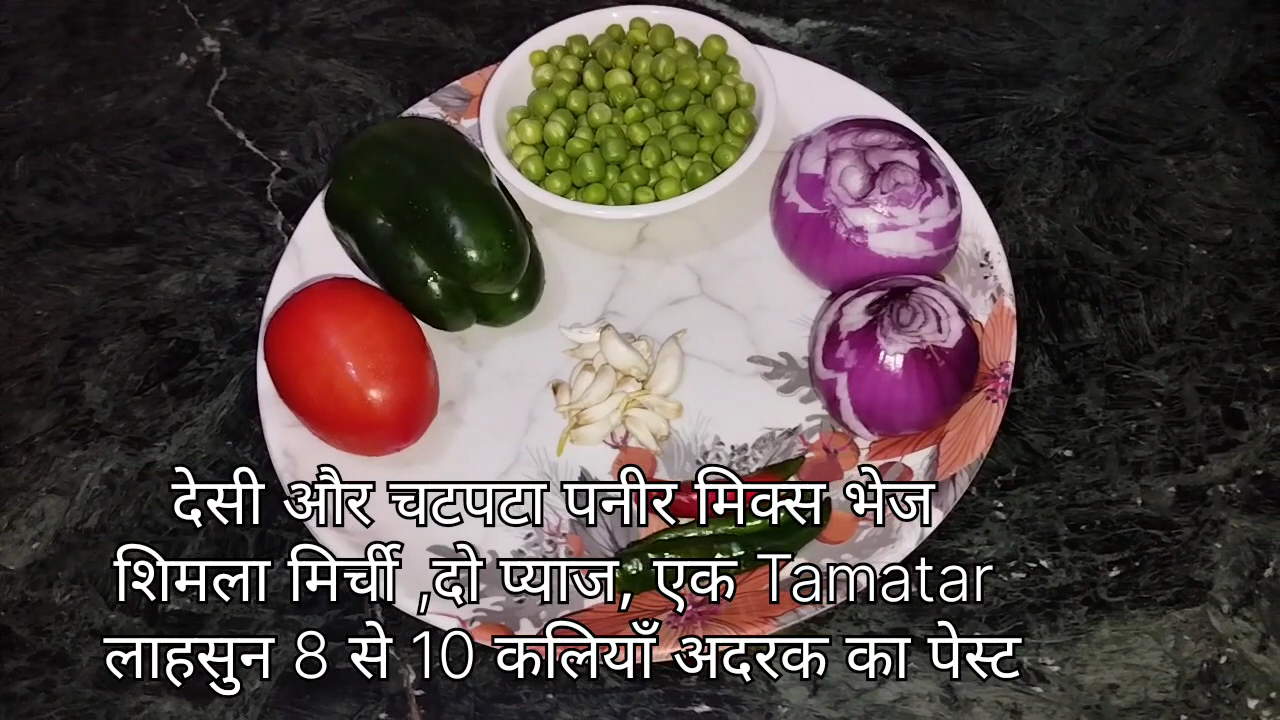 देसी और चटपटा पनीर मिक्स भेज
शिमला मिर्ची ,दो प्याज, एक Tamatar
लाहसुन 8 से 10 कलियाँ अदरक का पेस्ट